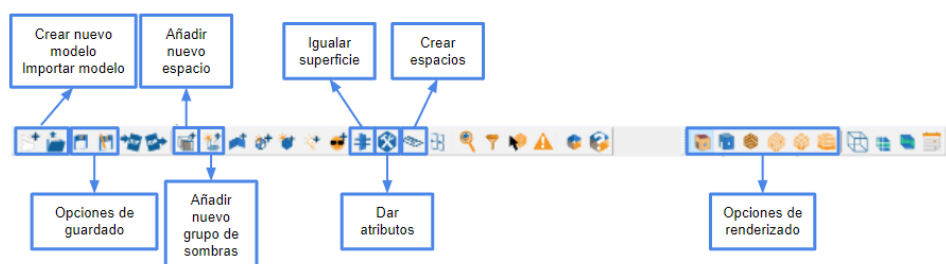 Crear nuevo
modelo
Importar modelo
Añadir
nuevo
espacio
Igualar
superficie
Crear
espacios
Opciones de
guardado
Añadir
nuevo
grupo de
sombras
Dar
atributos
Opciones de
renderizado